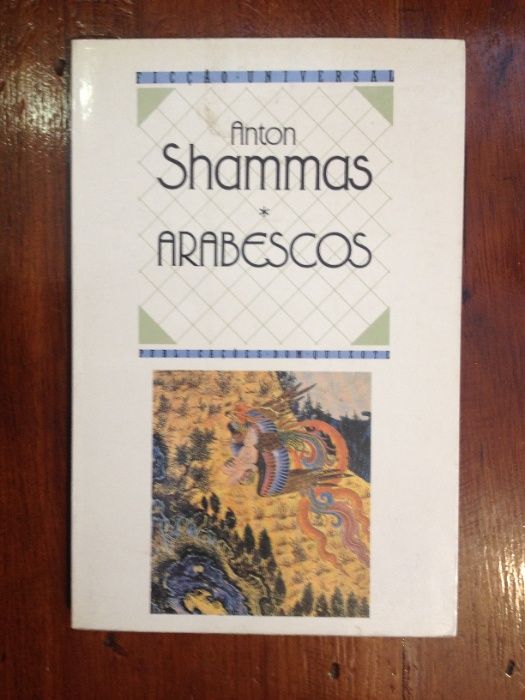 FICÇÃO·UNIVERSAL
Anton
Shammas
*
ARABESCOS
PUBLICAÇÕES·DOM QUIXOTE